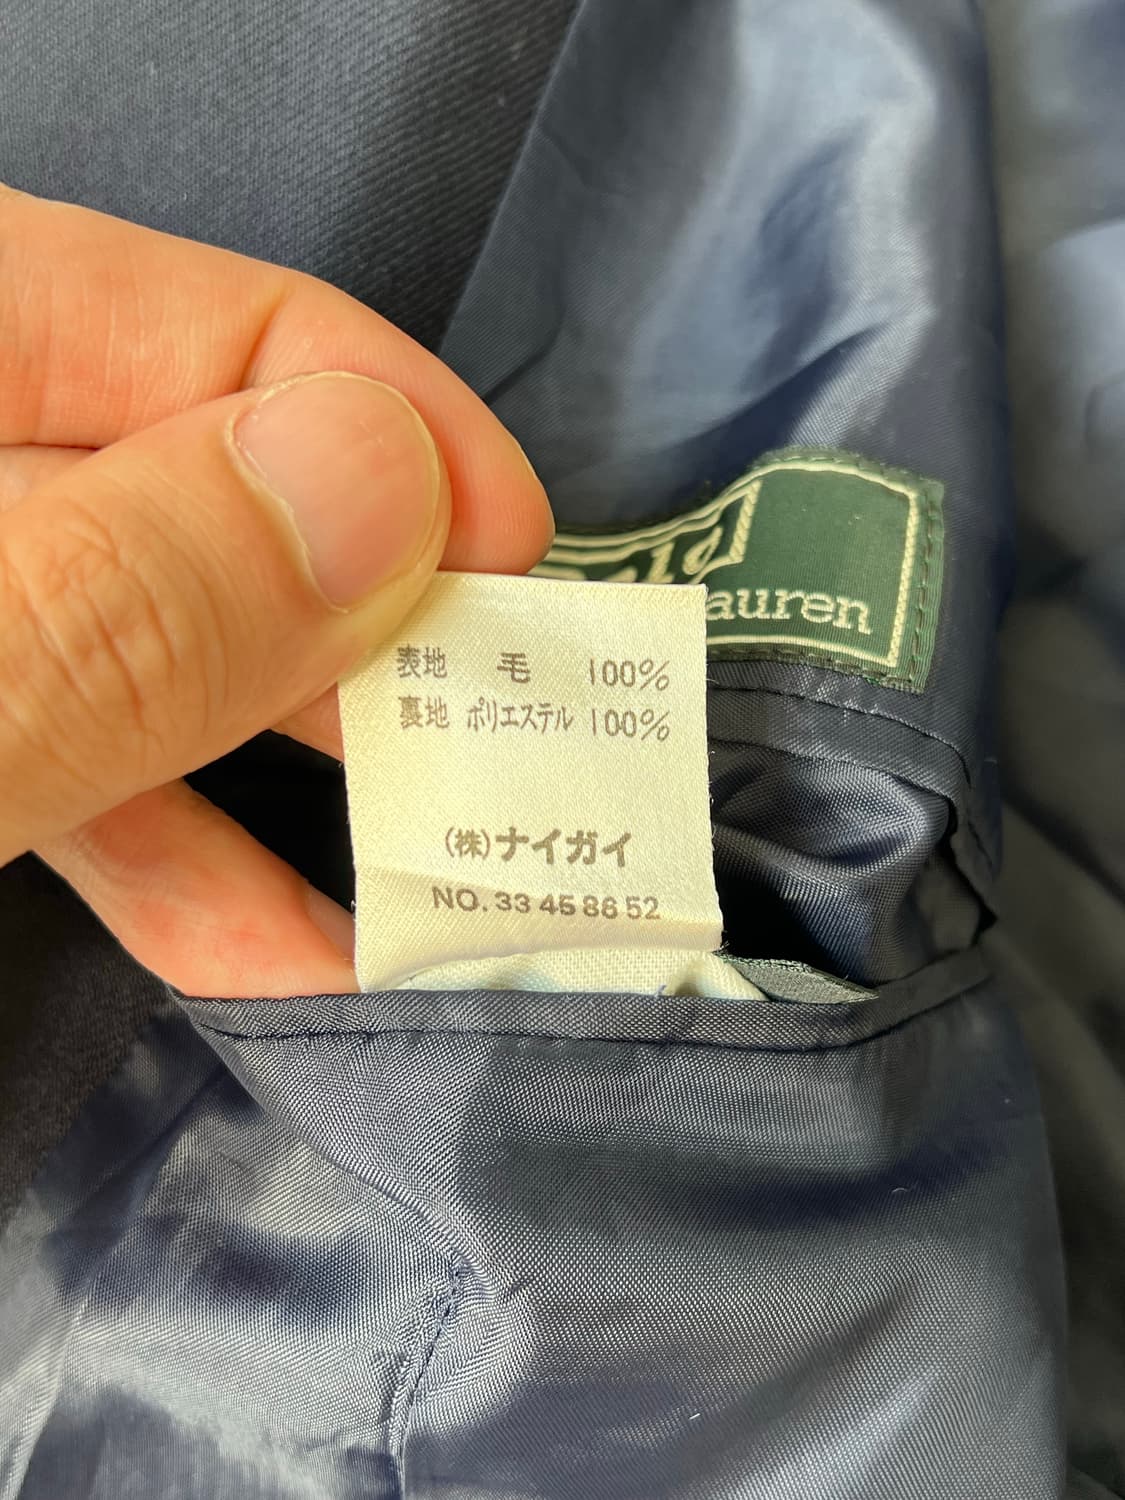 表地 毛 100%
裏地 ポリエステル 100%
(株)ナイガイ
NO. 33 45 86 52
auren